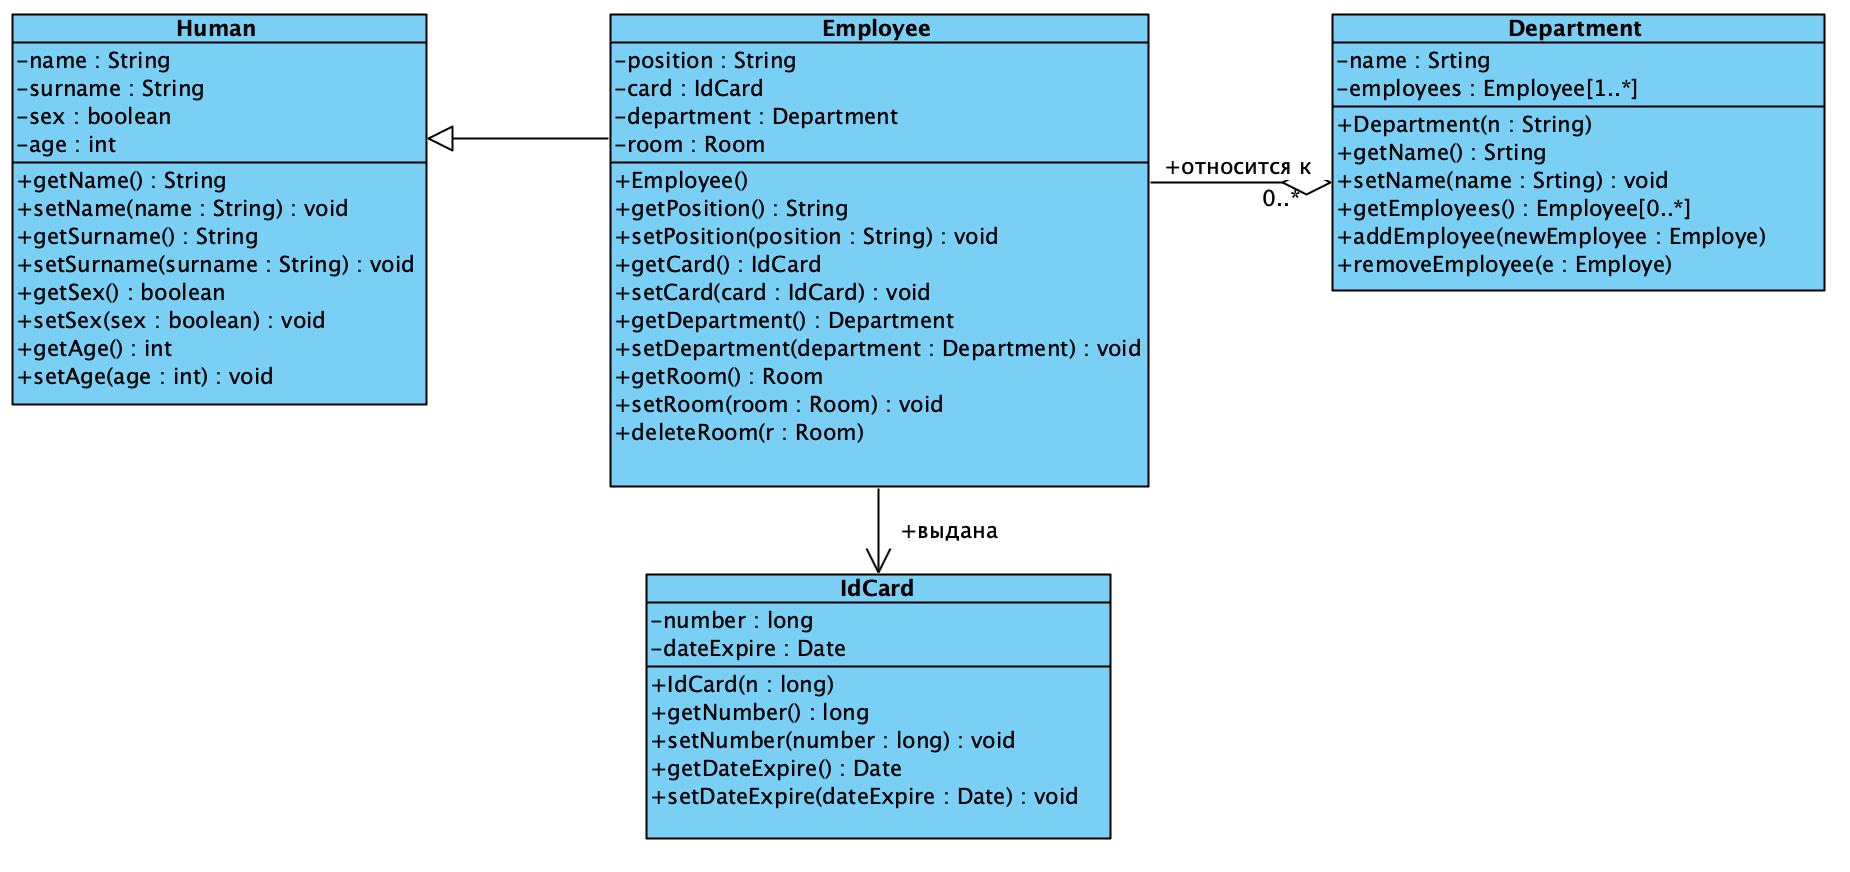 Human
-name : String
-surname : String
-sex : boolean
-age : int
+getName() : String
+setName(name : String) : void
+getSurname() : String
+setSurname(surname : String) : void
+getSex() : boolean
+setSex(sex : boolean) : void
+getAge() : int
+setAge(age : int) : void
Employee
-position : String
-card : IdCard
-department : Department
-room : Room
+Employee()
+getPosition() : String
+setPosition(position : String) : void
+getCard() : IdCard
+setCard(card : IdCard) : void
+getDepartment() : Department
+setDepartment(department : Department) : void
+getRoom() : Room
+setRoom(room : Room) : void
+deleteRoom(r : Room)
+относится к
0..*
Department
-name : Srting
-employees : Employee[1..*]
+Department(n : String)
+getName() : Srting
+setName(name : Srting) : void
+getEmployees() : Employee[0..*]
+addEmployee(newEmployee : Employe)
+removeEmployee(e : Employe)
+выдана
IdCard
-number : long
-dateExpire : Date
+IdCard(n : long)
+getNumber() : long
+setNumber(number : long) : void
+getDateExpire() : Date
+setDateExpire(dateExpire : Date) : void